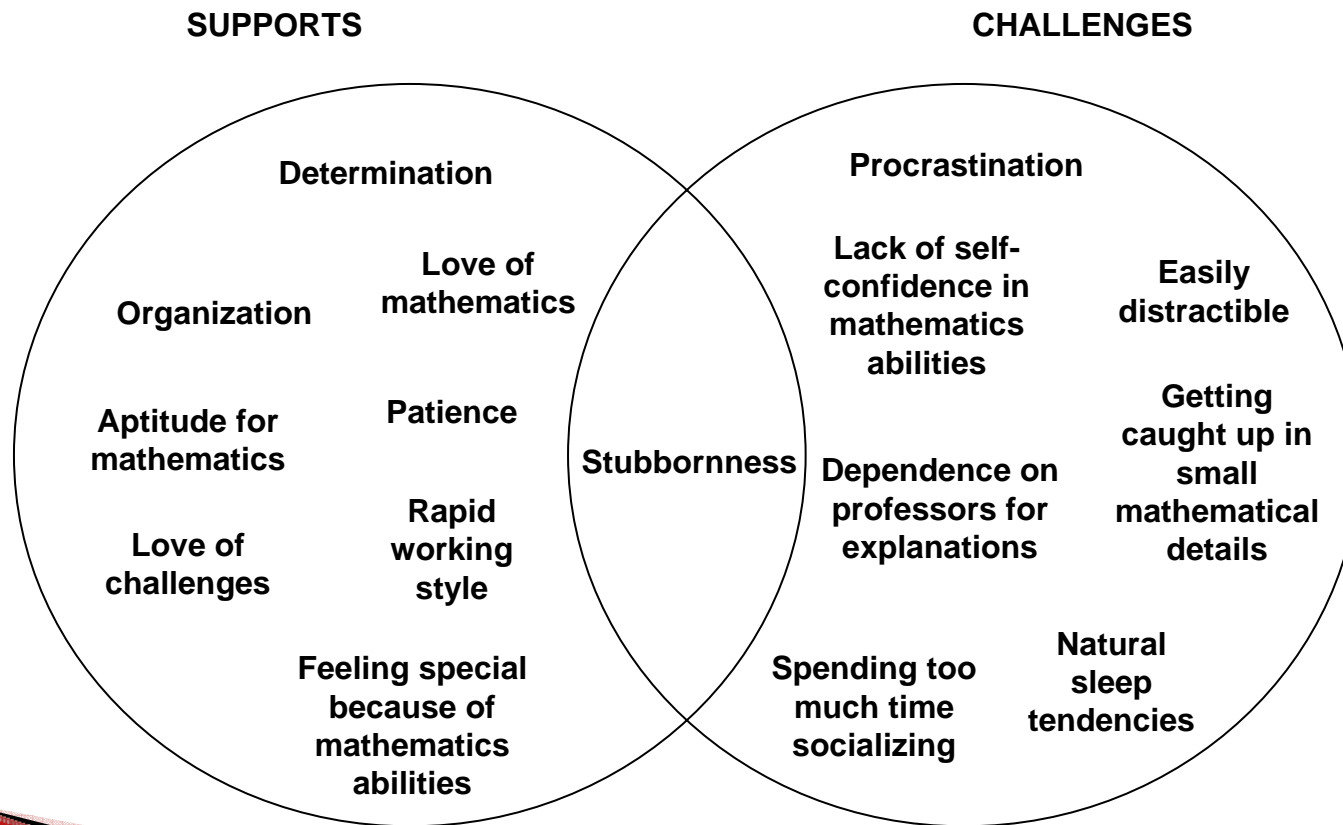 SUPPORTS
CHALLENGES
Determination
Love of
mathematics
Organization
Aptitude for
mathematics
Patience
Love of
challenges
Rapid
working
style
Feeling special
because of
mathematics
abilities
Stubbornness
Procrastination
Lack of self-
confidence in
mathematics
abilities
Easily
distractible
Getting
caught up in
small
mathematical
details
Dependence on
professors for
explanations
Spending too
much time
socializing
Natural
sleep
tendencies